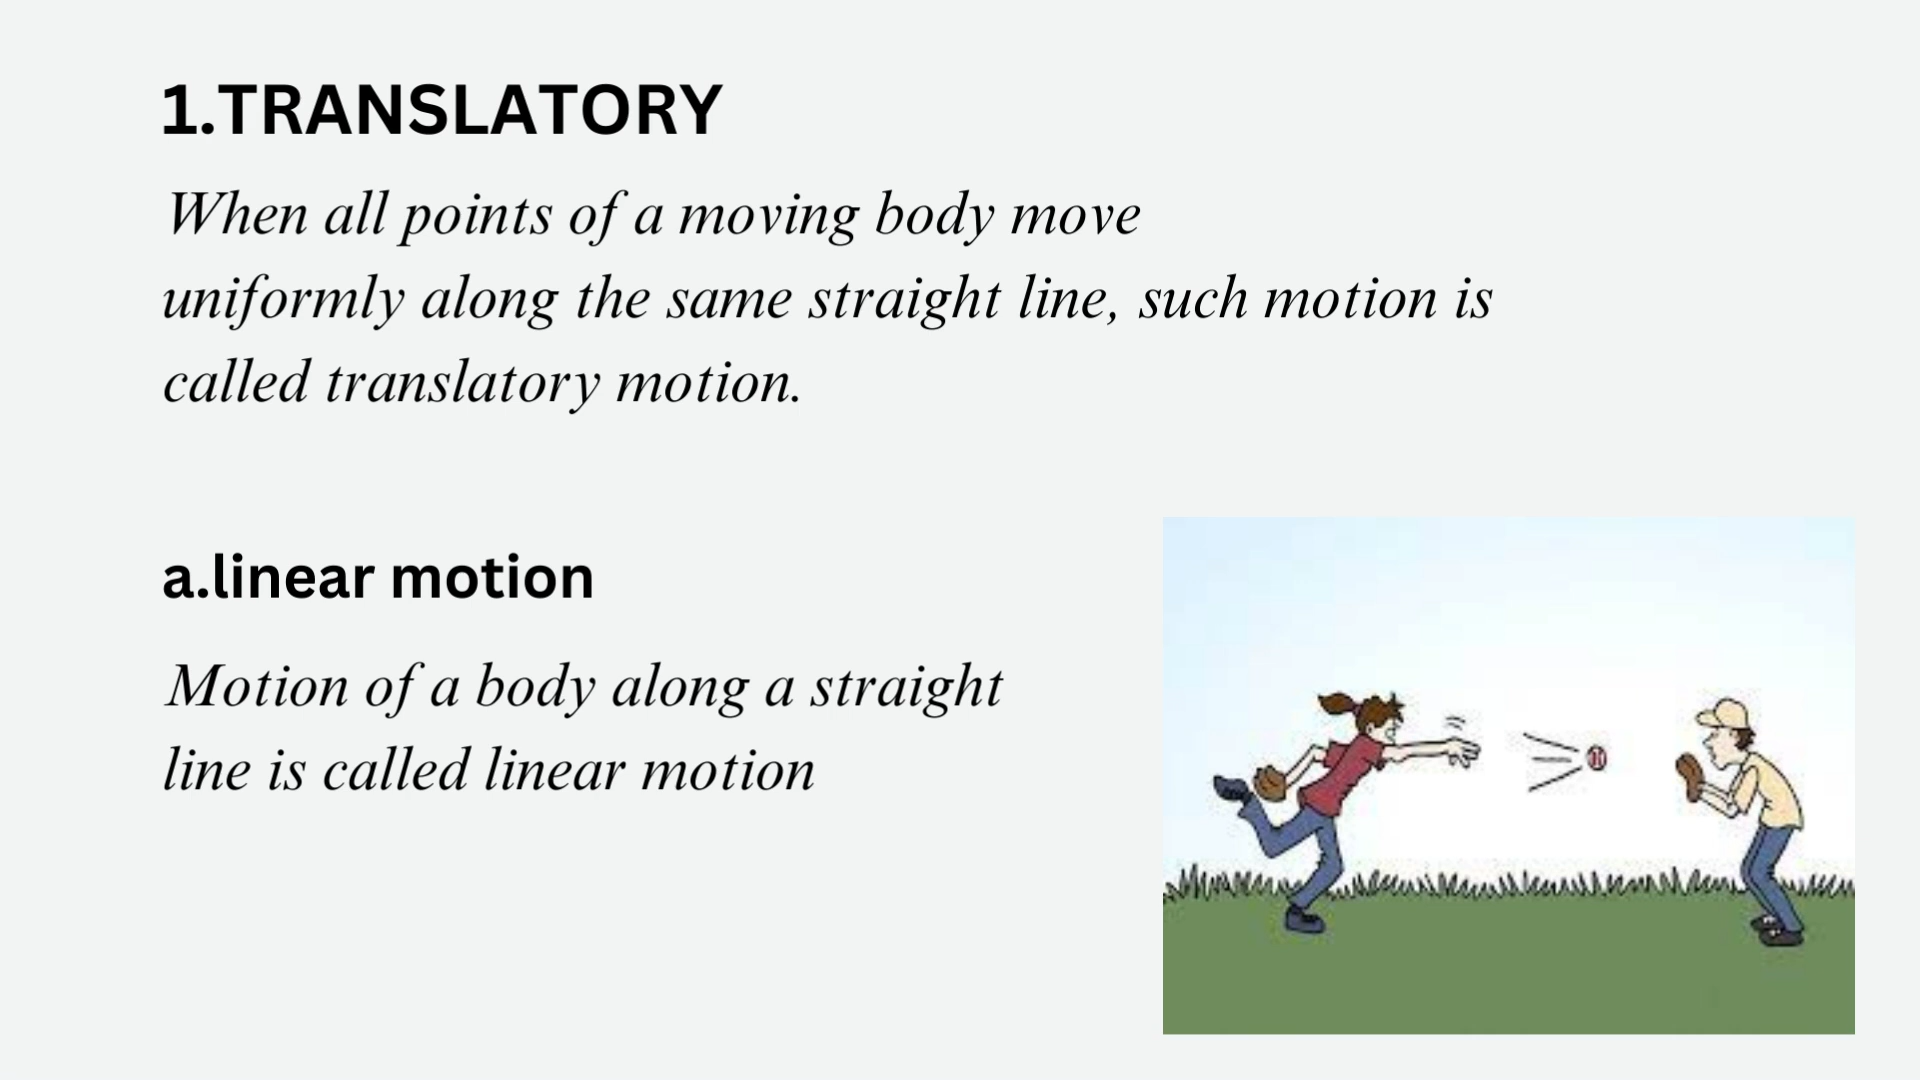 1.TRANSLATORY
When all points of a moving body move
uniformly along the same straight line, such motion is
called translatory motion.
a.linear motion
Motion of a body along a straight
line is called linear motion